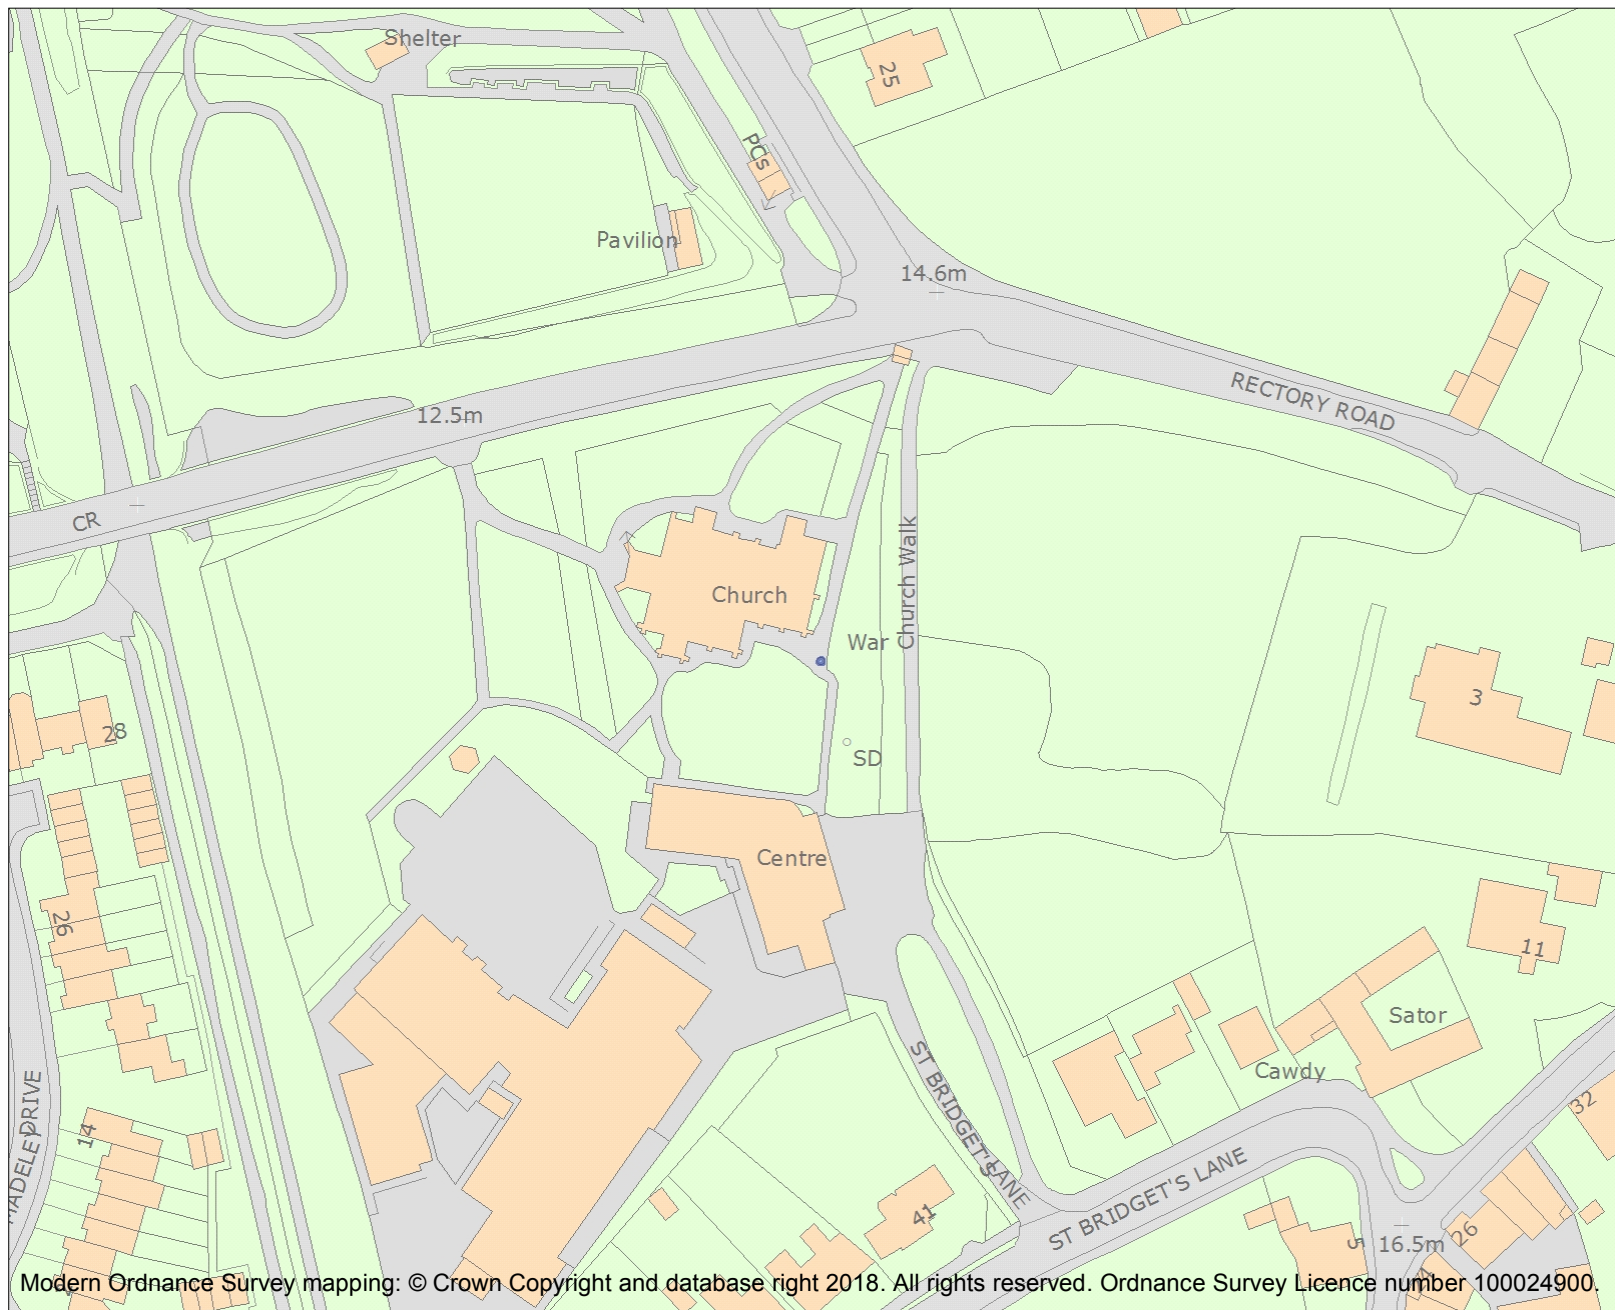 Shelter
25
PCs
Pavilion
14.6m
12.5m
RECTORY ROAD
CR
Church
Church Walk
War
3
28
SD
Centre
26
11
Sator
Cawdy
DRIVE
14
32
ST BRIDGET'S
LANE
ST BRIDGET'S LANE
41
5
16.5m
26
Modern Ordnance Survey mapping: © Crown Copyright and database right 2018. All rights reserved. Ordnance Survey Licence number 100024900.